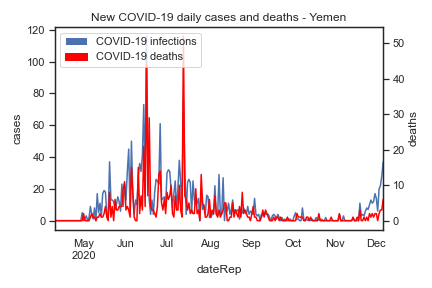 New COVID-19 daily cases and deaths - Yemen
COVID-19 infections
COVID-19 deaths
120
100
80
60
40
20
0
cases
50
40
30
20
10
0
deaths
May
2020
Jun
Jul
Aug
Sep
Oct
Nov
Dec
dateRep